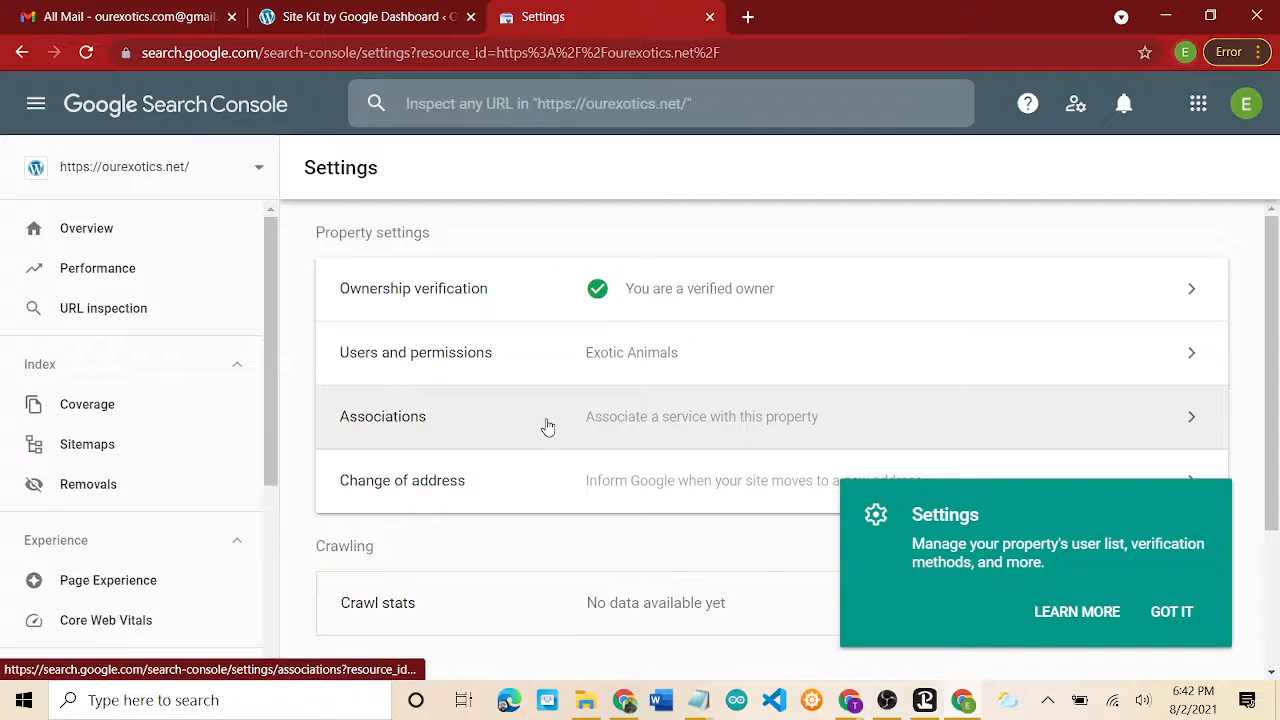 All Mail - ourexotics.com@gmail
Site Kit by Google Dashboard ‹ O
Settings
search.google.com/search-console/settings?resource_id=https%3A%2F%2Fourexotics.net%2F
E
Error
Google Search Console
Inspect any URL in "https://ourexotics.net/"
E
https://ourexotics.net/
Settings
Overview
Performance
URL inspection
Index
Coverage
Sitemaps
Removals
Experience
Page Experience
Core Web Vitals
Property settings
Ownership verification
You are a verified owner
Users and permissions
Exotic Animals
Associations
Associate a service with this property
Change of address
Inform Google when your site moves to a new address
Crawling
Crawl stats
No data available yet
Settings
Manage your property's user list, verification
methods, and more.
LEARN MORE
GOT IT
https://search.google.com/search-console/settings/associations?resource_id...
Type here to search
6:42 PM
8/2/2021